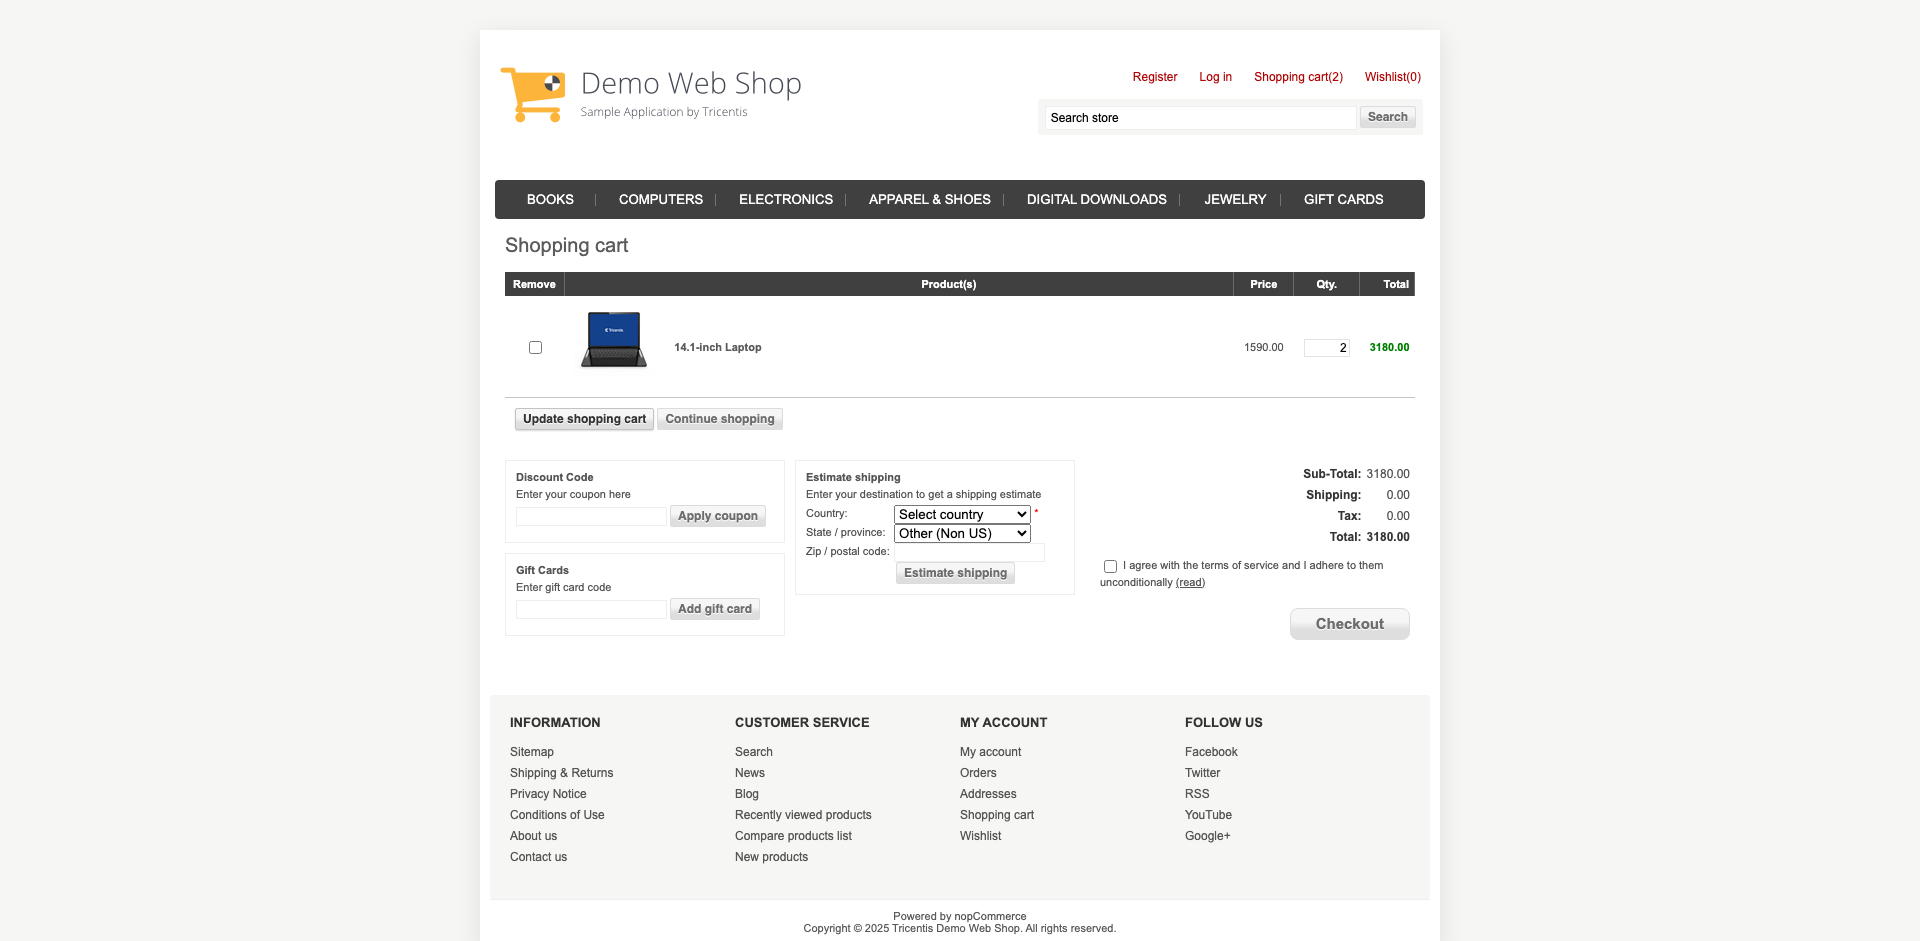 Demo Web Shop
Sample Application by Tricentis
Register Log in Shopping cart(2) Wishlist(0)
Search store Search
BOOKS COMPUTERS ELECTRONICS APPAREL & SHOES DIGITAL DOWNLOADS JEWELRY GIFT CARDS
Shopping cart
Remove Product(s) Price Qty. Total
Tricentis
14.1-inch Laptop 1590.00 2 3180.00
Update shopping cart Continue shopping
Discount Code
Enter your coupon here
Apply coupon
Gift Cards
Enter gift card code
Add gift card
Estimate shipping
Enter your destination to get a shipping estimate
Country: Select country *
State / province: Other (Non US)
Zip / postal code:
Estimate shipping
Sub-Total: 3180.00
Shipping: 0.00
Tax: 0.00
Total: 3180.00
I agree with the terms of service and I adhere to them
unconditionally (read)
Checkout
INFORMATION
Sitemap
Shipping & Returns
Privacy Notice
Conditions of Use
About us
Contact us
CUSTOMER SERVICE
Search
News
Blog
Recently viewed products
Compare products list
New products
MY ACCOUNT
My account
Orders
Addresses
Shopping cart
Wishlist
FOLLOW US
Facebook
Twitter
RSS
YouTube
Google+
Powered by nopCommerce
Copyright © 2025 Tricentis Demo Web Shop. All rights reserved.